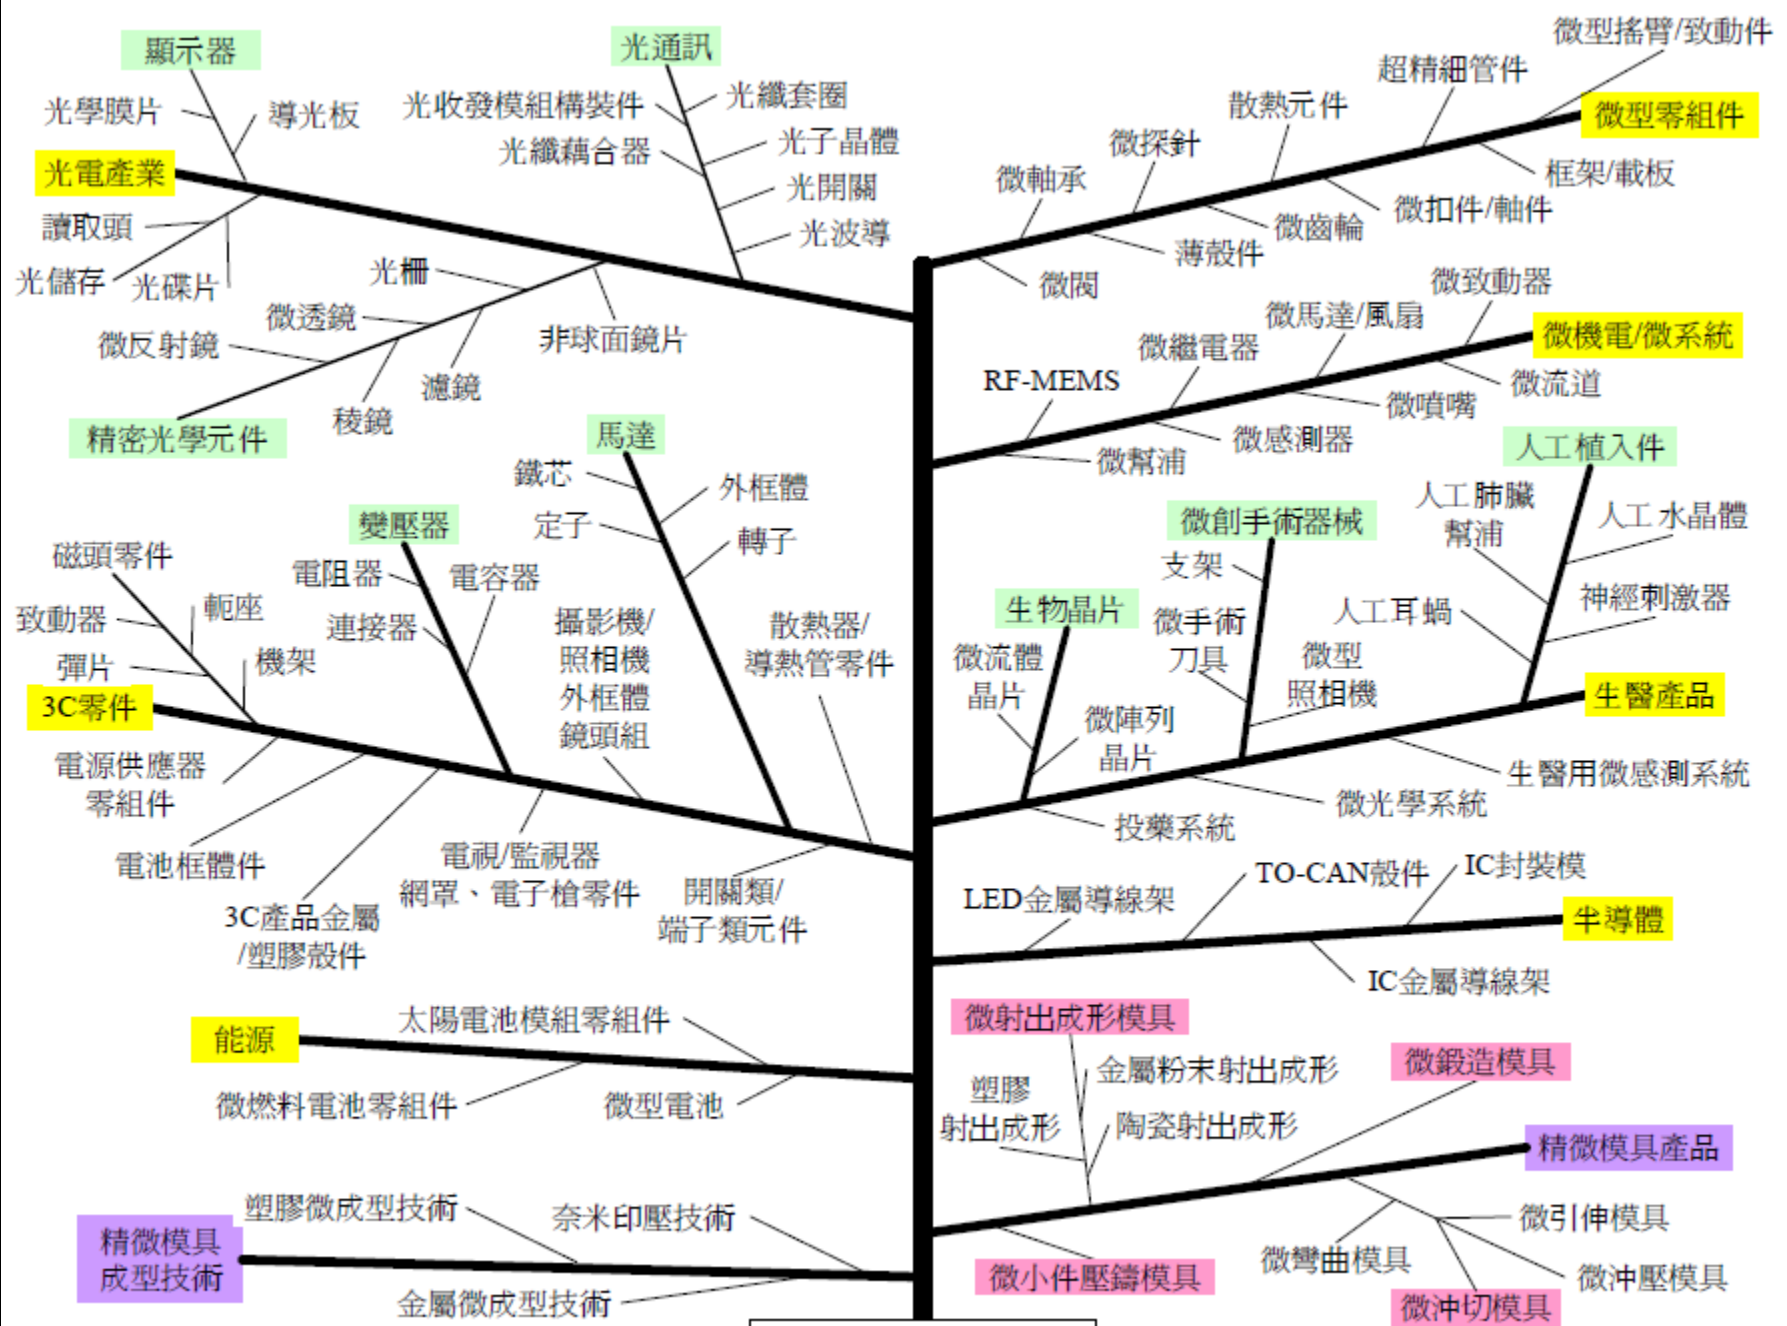 顯示器
光學膜片
導光板
光電產業
讀取頭
光儲存
光碟片
光通訊
光收發模組構裝件
光纖套圈
光纖藕合器
光子晶體
光開關
光波導
光柵
微透鏡
微反射鏡
稜鏡
濾鏡
非球面鏡片
精密光學元件
微型搖臂/致動件
超精細管件
散熱元件
微探針
微軸承
微型零組件
框架/載板
微扣件/軸件
微齒輪
薄殼件
微閥
微致動器
微馬達/風扇
微繼電器
RF-MEMS
微機電/微系統
微流道
微噴嘴
微感測器
微幫浦
馬達
鐵芯
外框體
定子
轉子
變壓器
電阻器
電容器
連接器
磁頭零件
致動器
軛座
彈片
機架
3C零件
攝影機/
照相機
外框體
鏡頭組
散熱器/
導熱管零件
電源供應器
零組件
電池框體件
3C產品金屬
/塑膠殼件
電視/監視器
網罩、電子槍零件
開關類/
端子類元件
人工植入件
人工肺臟
幫浦
人工水晶體
人工耳蝸
神經刺激器
微創手術器械
支架
微手術
刀具
微型
照相機
生物晶片
微流體
晶片
微陣列
晶片
生醫產品
生醫用微感測系統
微光學系統
投藥系統
LED金屬導線架
TO-CAN殼件
IC封裝模
半導體
IC金屬導線架
能源
太陽電池模組零組件
微燃料電池零組件
微型電池
微射出成形模具
塑膠
射出成形
金屬粉末射出成形
陶瓷射出成形
微鍛造模具
精微模具產品
微引伸模具
微彎曲模具
微沖壓模具
微沖切模具
微小件壓鑄模具
精微模具
成型技術
塑膠微成型技術
奈米印壓技術
金屬微成型技術